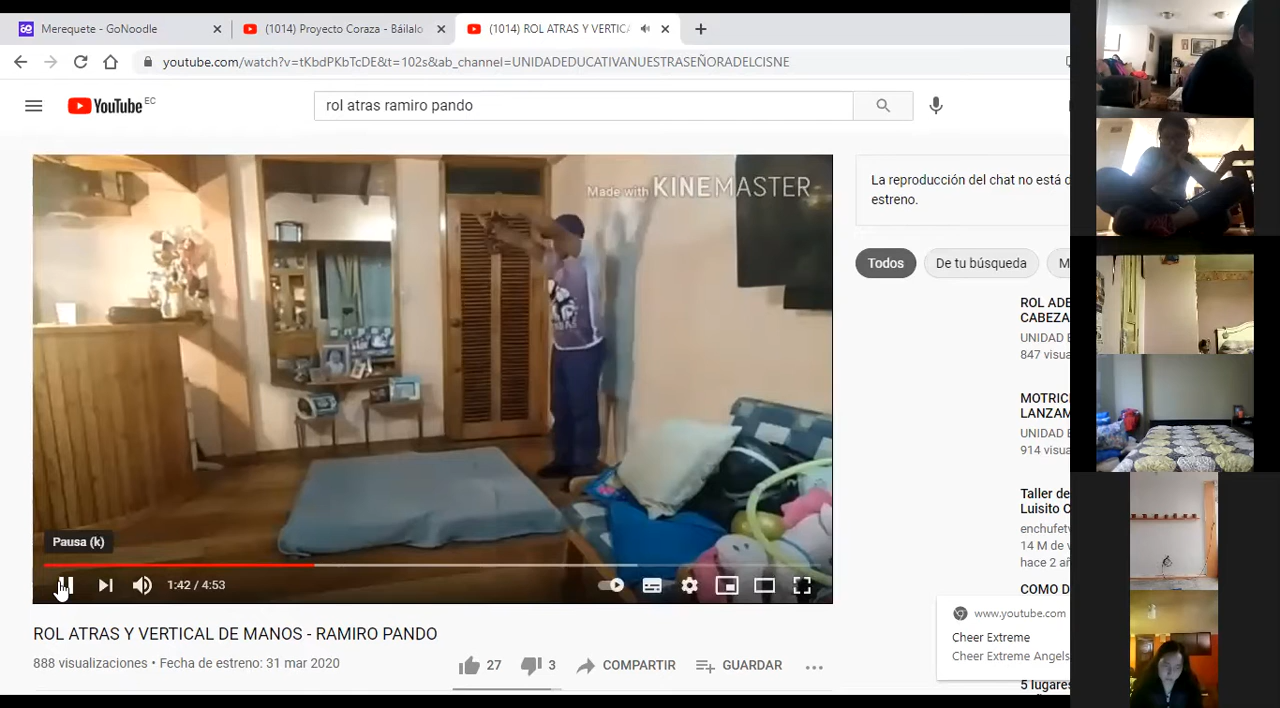 Merequete - GoNoodle
(1014) Proyecto Coraza - Báilalo
(1014) ROL ATRAS Y VERTICA
youtube.com/watch?v=tKbdPKbTcDE&t=102s&ab_channel=UNIDADEDUCATIVANUESTRASEÑORADELCISNE
YouTube EC
rol atras ramiro pando
Made with KINEMASTER
La reproducción del chat no está d
estreno.
Todos
De tu búsqueda
M
ROL ADE
CABEZA
UNIDAD E
847 visua
MOTRIC
LANZAM
UNIDAD E
914 visua
Taller de
Luisito C
enchufetv
14 M de v
hace 2 añ
COMO D
Pausa (k)
1:42 / 4:53
ROL ATRAS Y VERTICAL DE MANOS - RAMIRO PANDO
888 visualizaciones • Fecha de estreno: 31 mar 2020
27
3
COMPARTIR
GUARDAR
www.youtube.com
Cheer Extreme
Cheer Extreme Angels
5 lugares